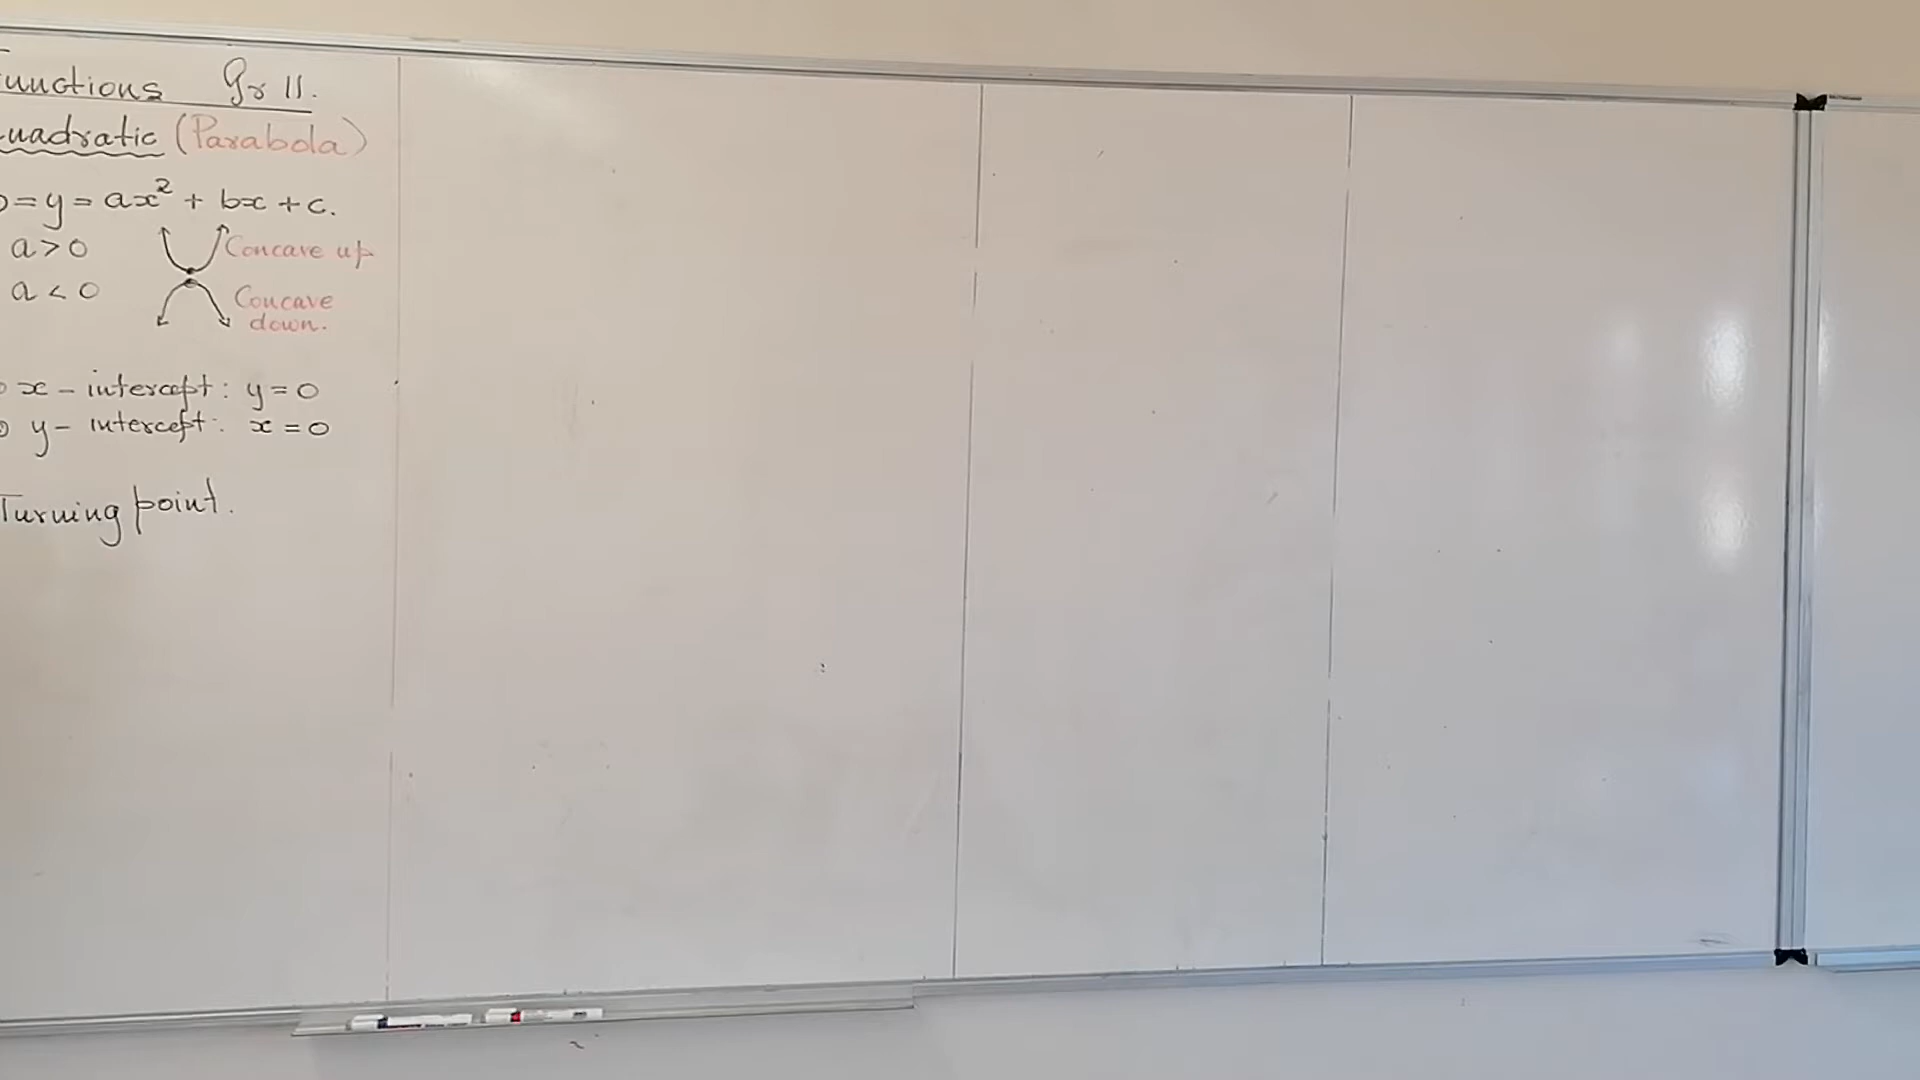 unctions Gr 11.
uadratic (Parabola)
)=y=ax²+bx+c.
a>0 Concave up
a<0 Concave
down.
x-intercept: y=0
y-intercept: x=0
Turning point.